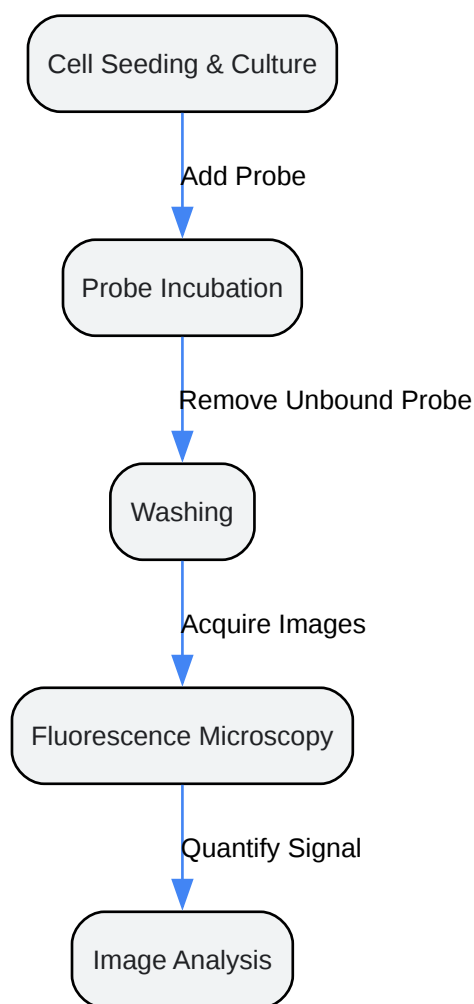 Cell Seeding & Culture
Add Probe
Probe Incubation
Remove Unbound Probe
Washing
Acquire Images
Fluorescence Microscopy
Quantify Signal
Image Analysis